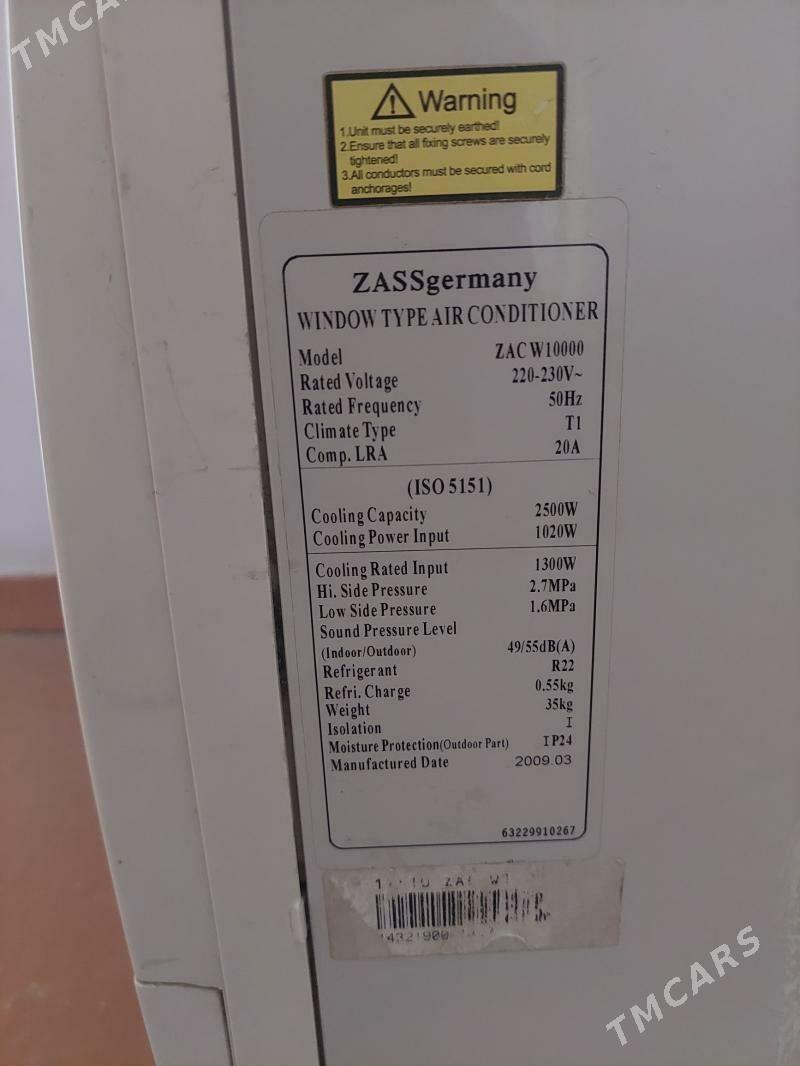 TMCARS
Warning
1.Unit must be securely earthed!
2.Ensure that all fixing screws are securely
tightened!
3.All conductors must be secured with cord
anchorages!
ZASSgermany
WINDOW TYPE AIR CONDITIONER
Model ZAC W10000
Rated Voltage 220-230V~
Rated Frequency 50Hz
Climate Type T1
Comp. LRA 20A
(ISO 5151)
Cooling Capacity 2500W
Cooling Power Input 1020W
Cooling Rated Input 1300W
Hi. Side Pressure 2.7MPa
Low Side Pressure 1.6MPa
Sound Pressure Level
(Indoor/Outdoor) 49/55dB(A)
Refrigerant R22
Refri. Charge 0.55kg
Weight 35kg
Isolation I
Moisture Protection(Outdoor Part) IP24
Manufactured Date 2009.03
63229910267
TMCARS